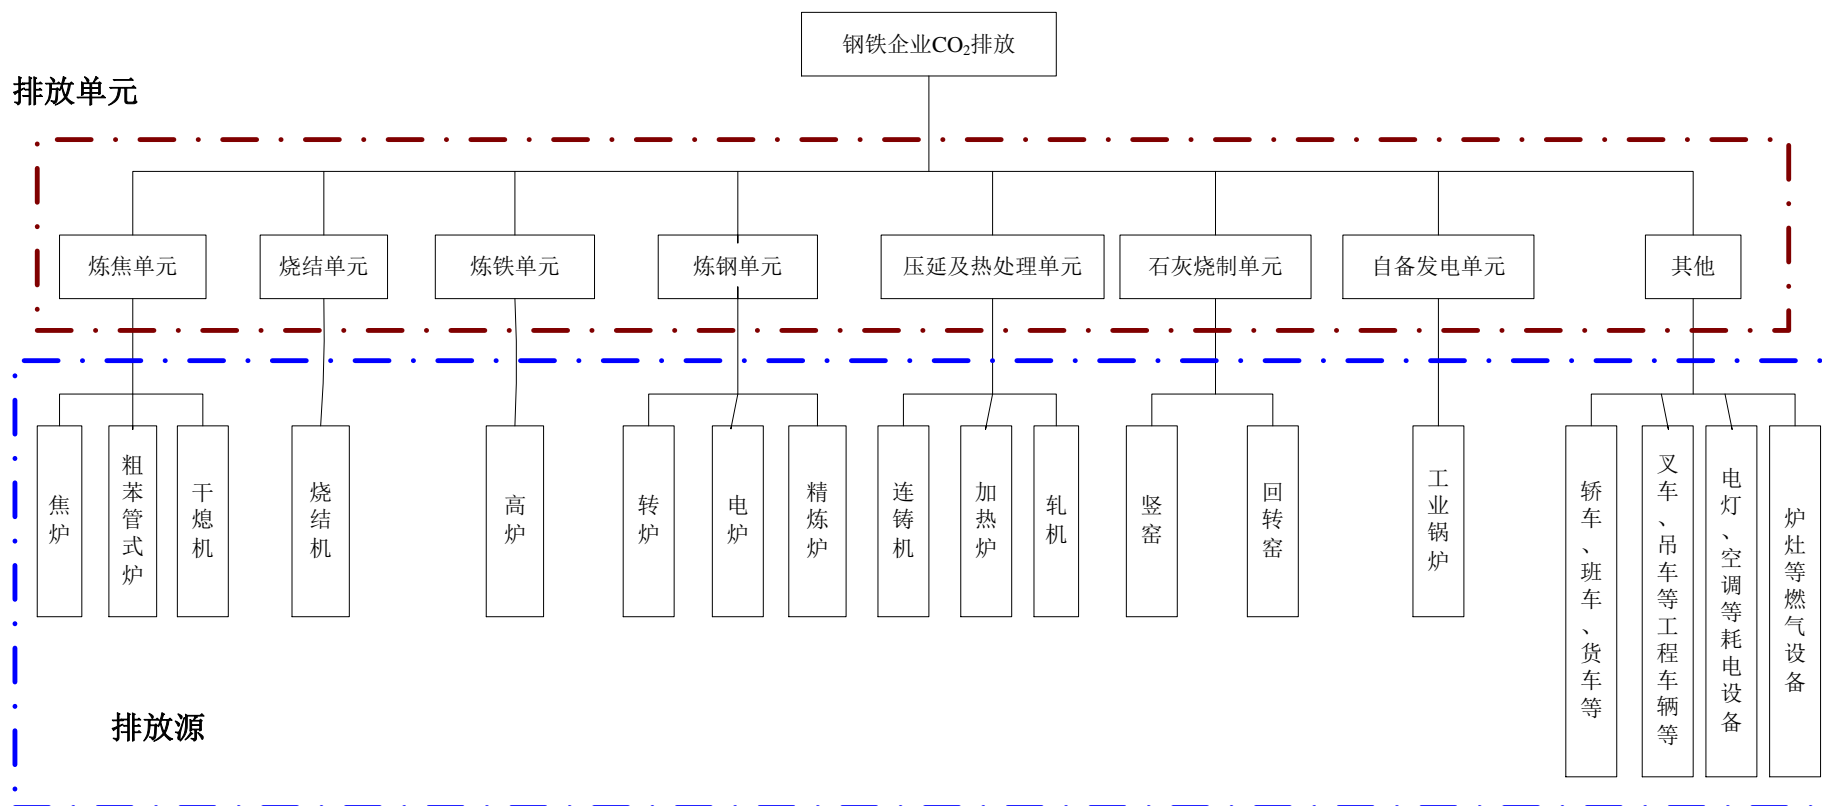 钢铁企业CO₂排放
排放单元
炼焦单元
烧结单元
炼铁单元
炼钢单元
压延及热处理单元
石灰烧制单元
自备发电单元
其他
焦炉
粗苯管式炉
干熄机
烧结机
高炉
转炉
电炉
精炼炉
连铸机
加热炉
轧机
竖窑
回转窑
工业锅炉
轿车、班车、货车等
叉车、吊车等工程车辆等
电灯、空调等耗电设备
炉灶等燃气设备
排放源